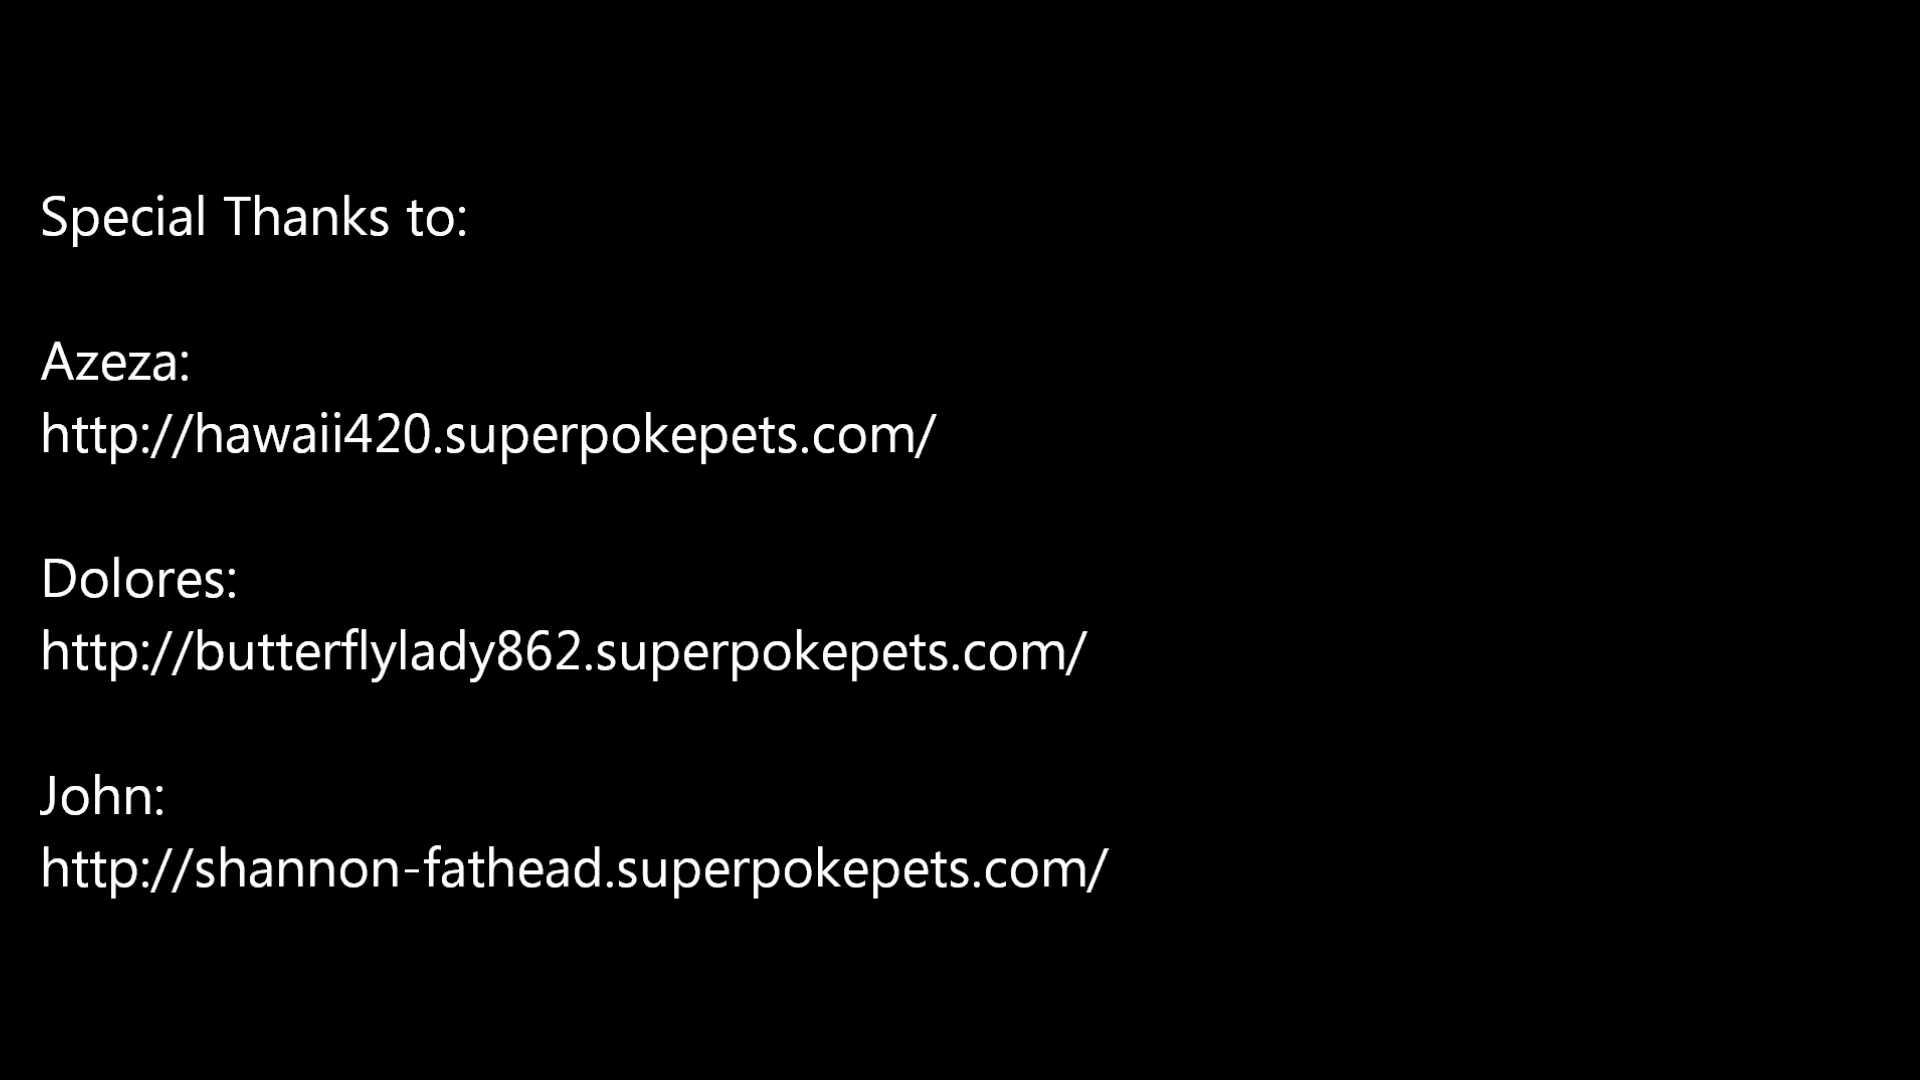 Special Thanks to:
Azeza:
http://hawaii420.superpokepets.com/
Dolores:
http://butterflylady862.superpokepets.com/
John:
http://shannon-fathead.superpokepets.com/